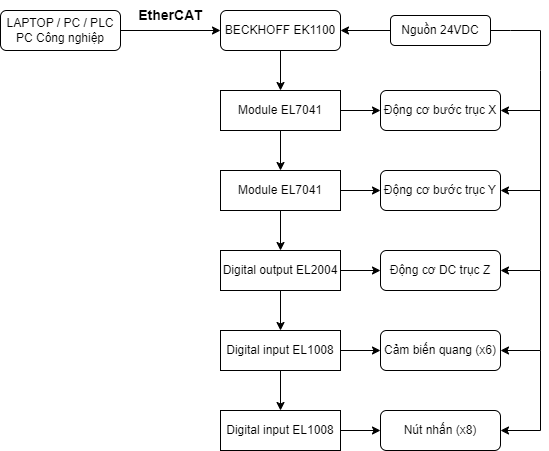 LAPTOP / PC / PLC
PC Công nghiệp
EtherCAT
BECKHOFF EK1100
Nguồn 24VDC
Module EL7041
Động cơ bước trục X
Module EL7041
Động cơ bước trục Y
Digital output EL2004
Động cơ DC trục Z
Digital input EL1008
Cảm biến quang (x6)
Digital input EL1008
Nút nhấn (x8)